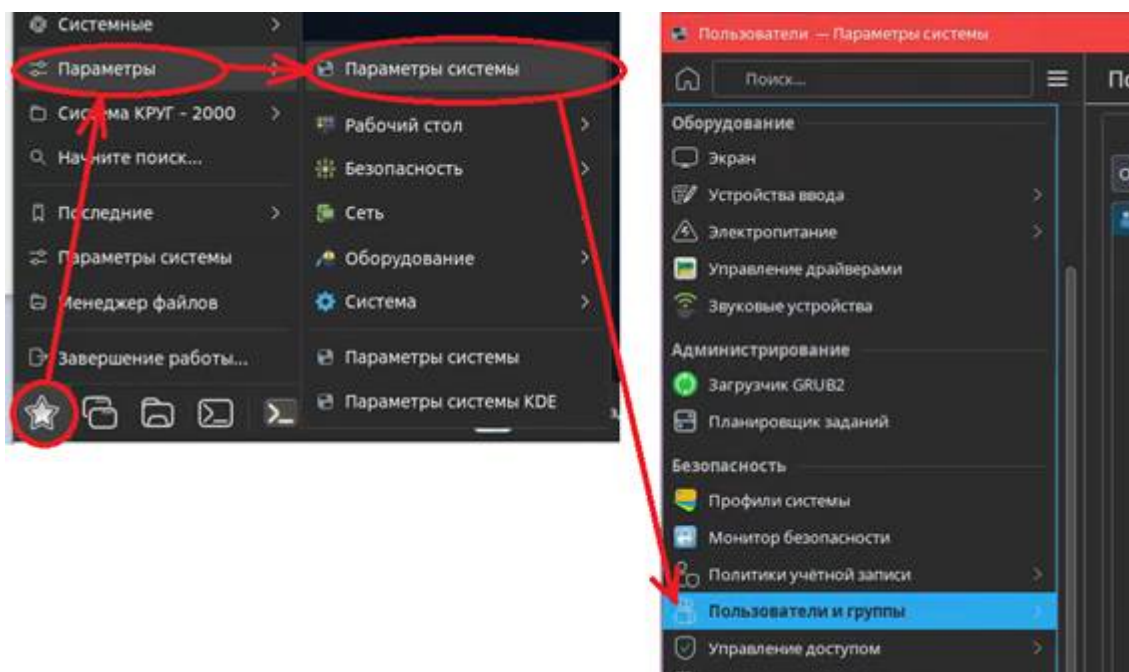 Системные
Параметры
Система КРУГ - 2000
Начните поиск...
Последние
Параметры системы
Менеджер файлов
Завершение работы...
Параметры системы
Рабочий стол
Безопасность
Сеть
Оборудование
Система
Параметры системы
Параметры системы KDE
Пользователи — Параметры системы
Поиск...
Оборудование
Экран
Устройства ввода
Электропитание
Управление драйверами
Звуковые устройства
Администрирование
Загрузчик GRUB2
Планировщик заданий
Безопасность
Профили системы
Монитор безопасности
Политики учётной записи
Пользователи и группы
Управление доступом